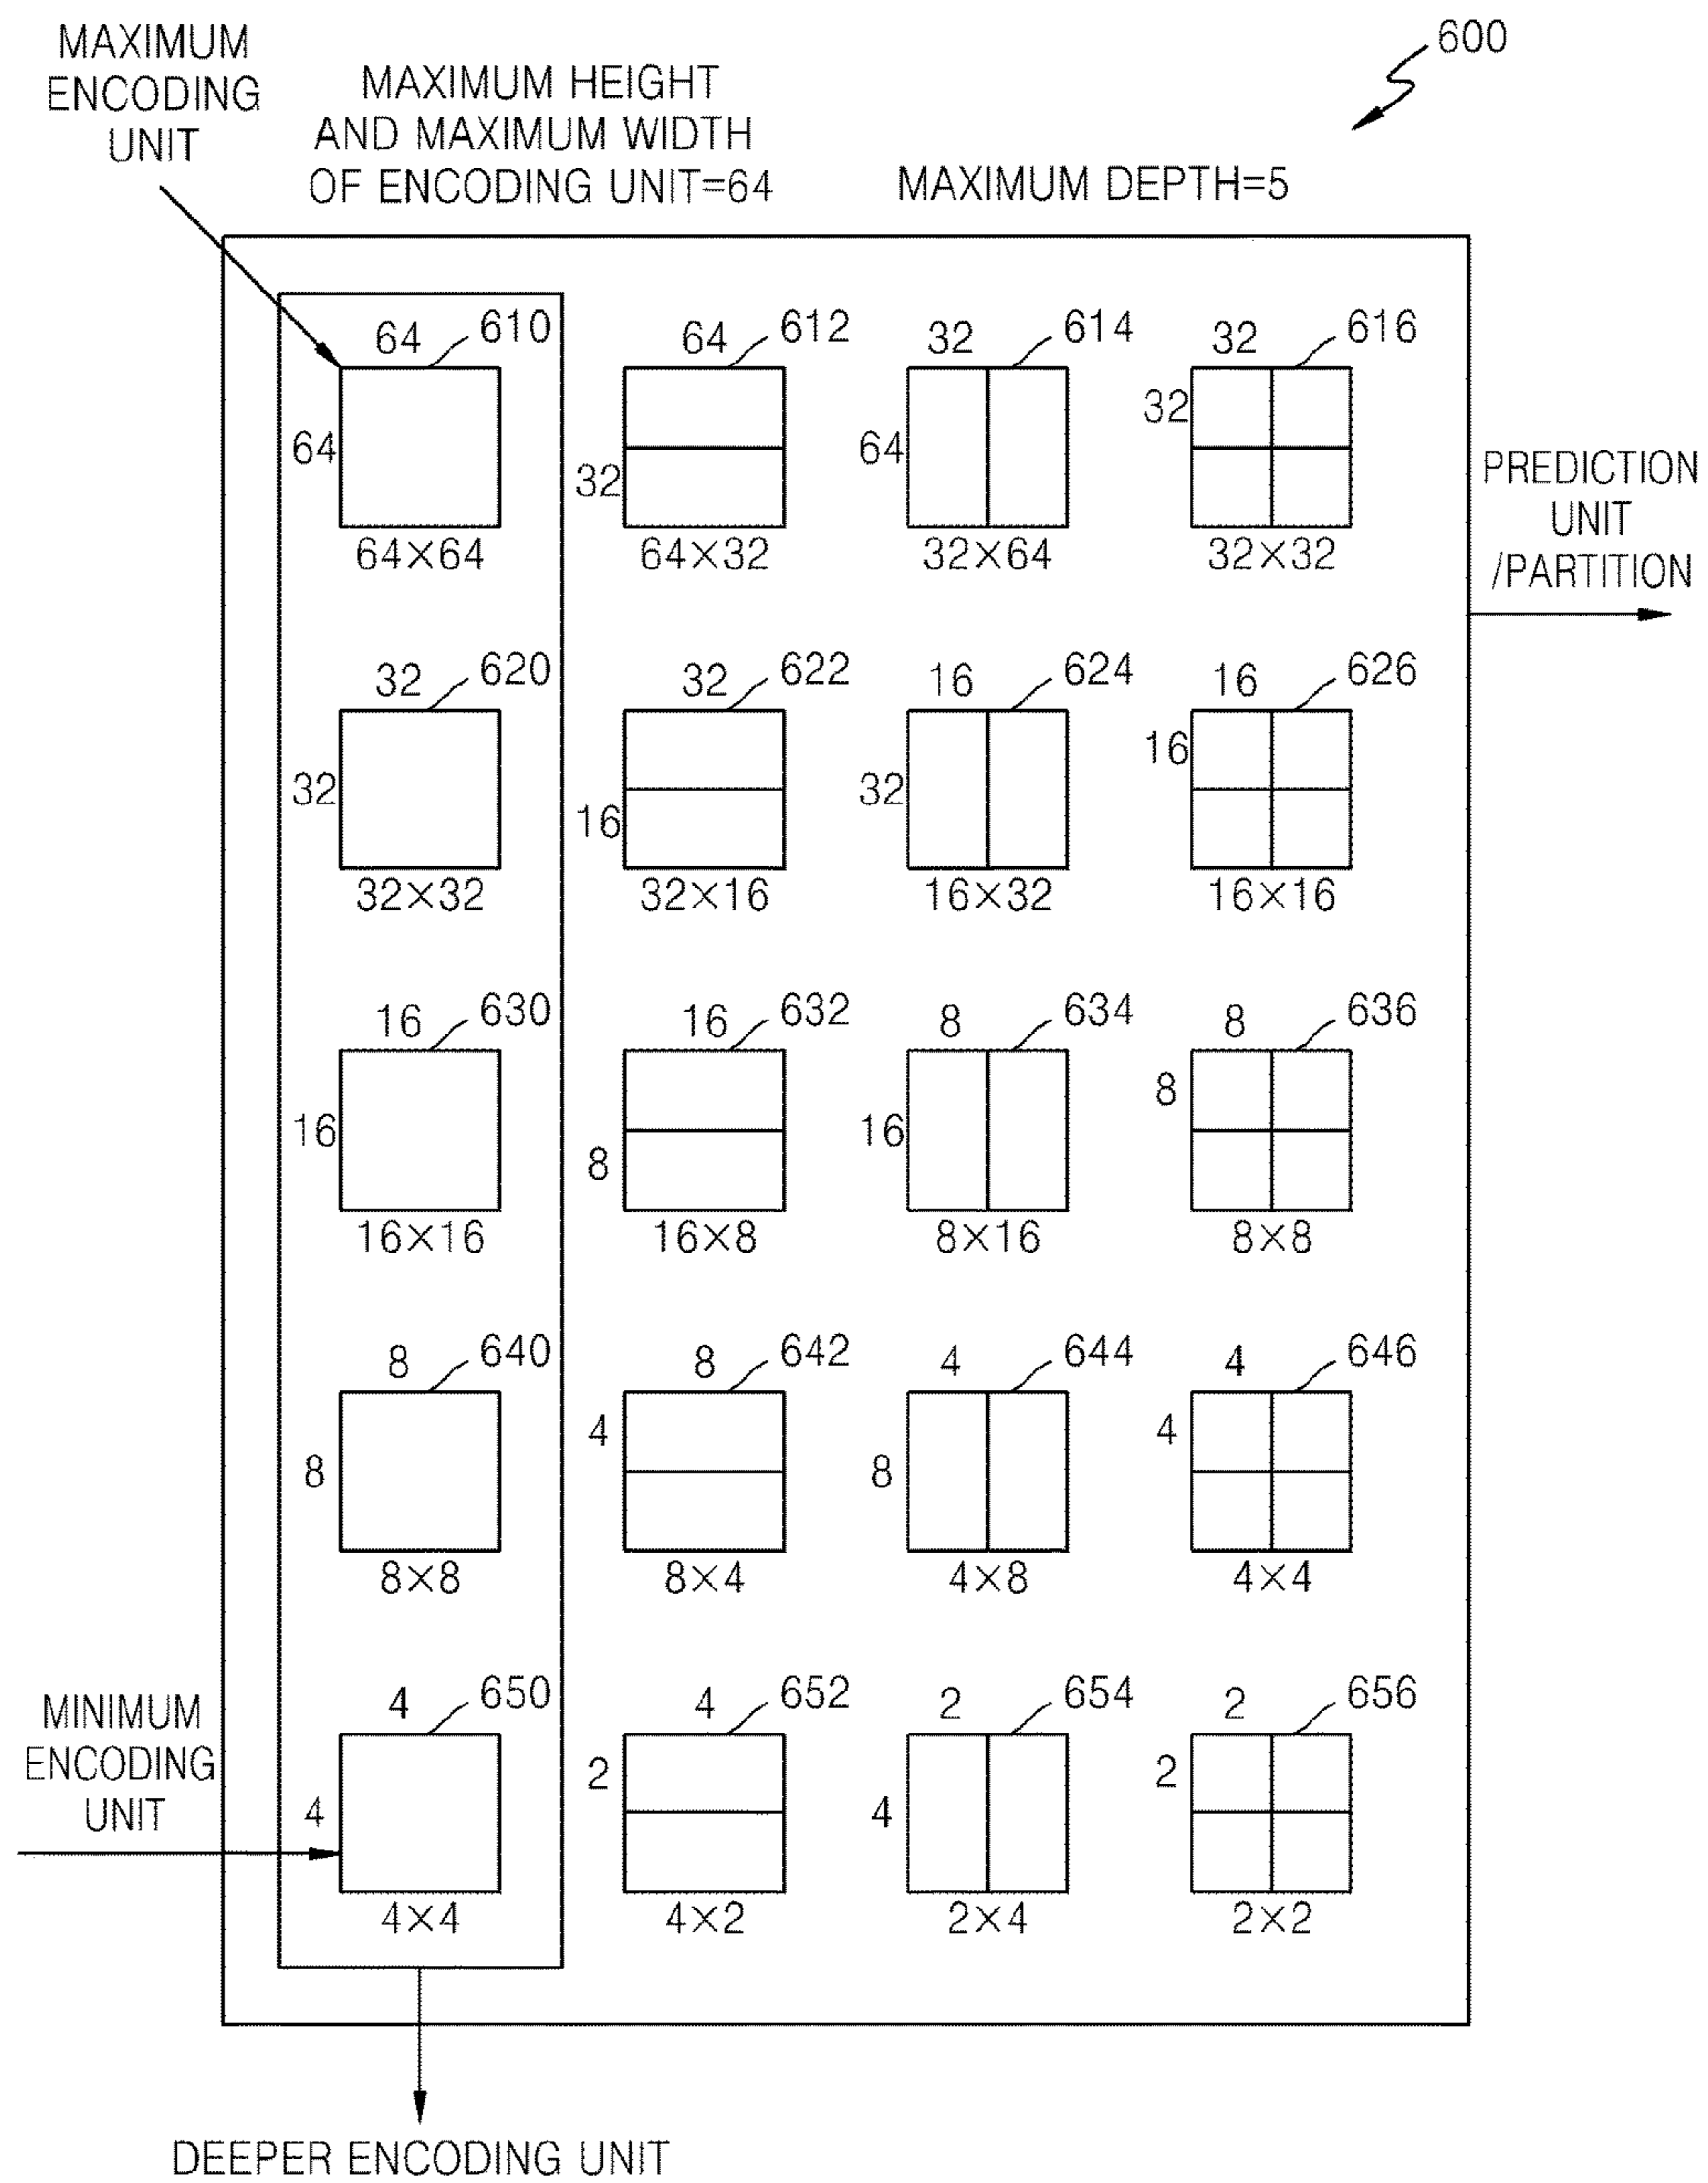 600
MAXIMUM
ENCODING
UNIT
MAXIMUM HEIGHT
AND MAXIMUM WIDTH
OF ENCODING UNIT=64
MAXIMUM DEPTH=5
64 610 64 612 32 614 32 616
64 32 64 32
64×64 64×32 32×64 32×32
PREDICTION
UNIT
/PARTITION
32 620 32 622 16 624 16 626
32 16 32 16
32×32 32×16 16×32 16×16
16 630 16 632 8 634 8 636
16 8 16 8
16×16 16×8 8×16 8×8
8 640 8 642 4 644 4 646
8 4 8 4
8×8 8×4 4×8 4×4
MINIMUM
ENCODING
UNIT
4 650 4 652 2 654 2 656
4 2 4 2
4×4 4×2 2×4 2×2
DEEPER ENCODING UNIT